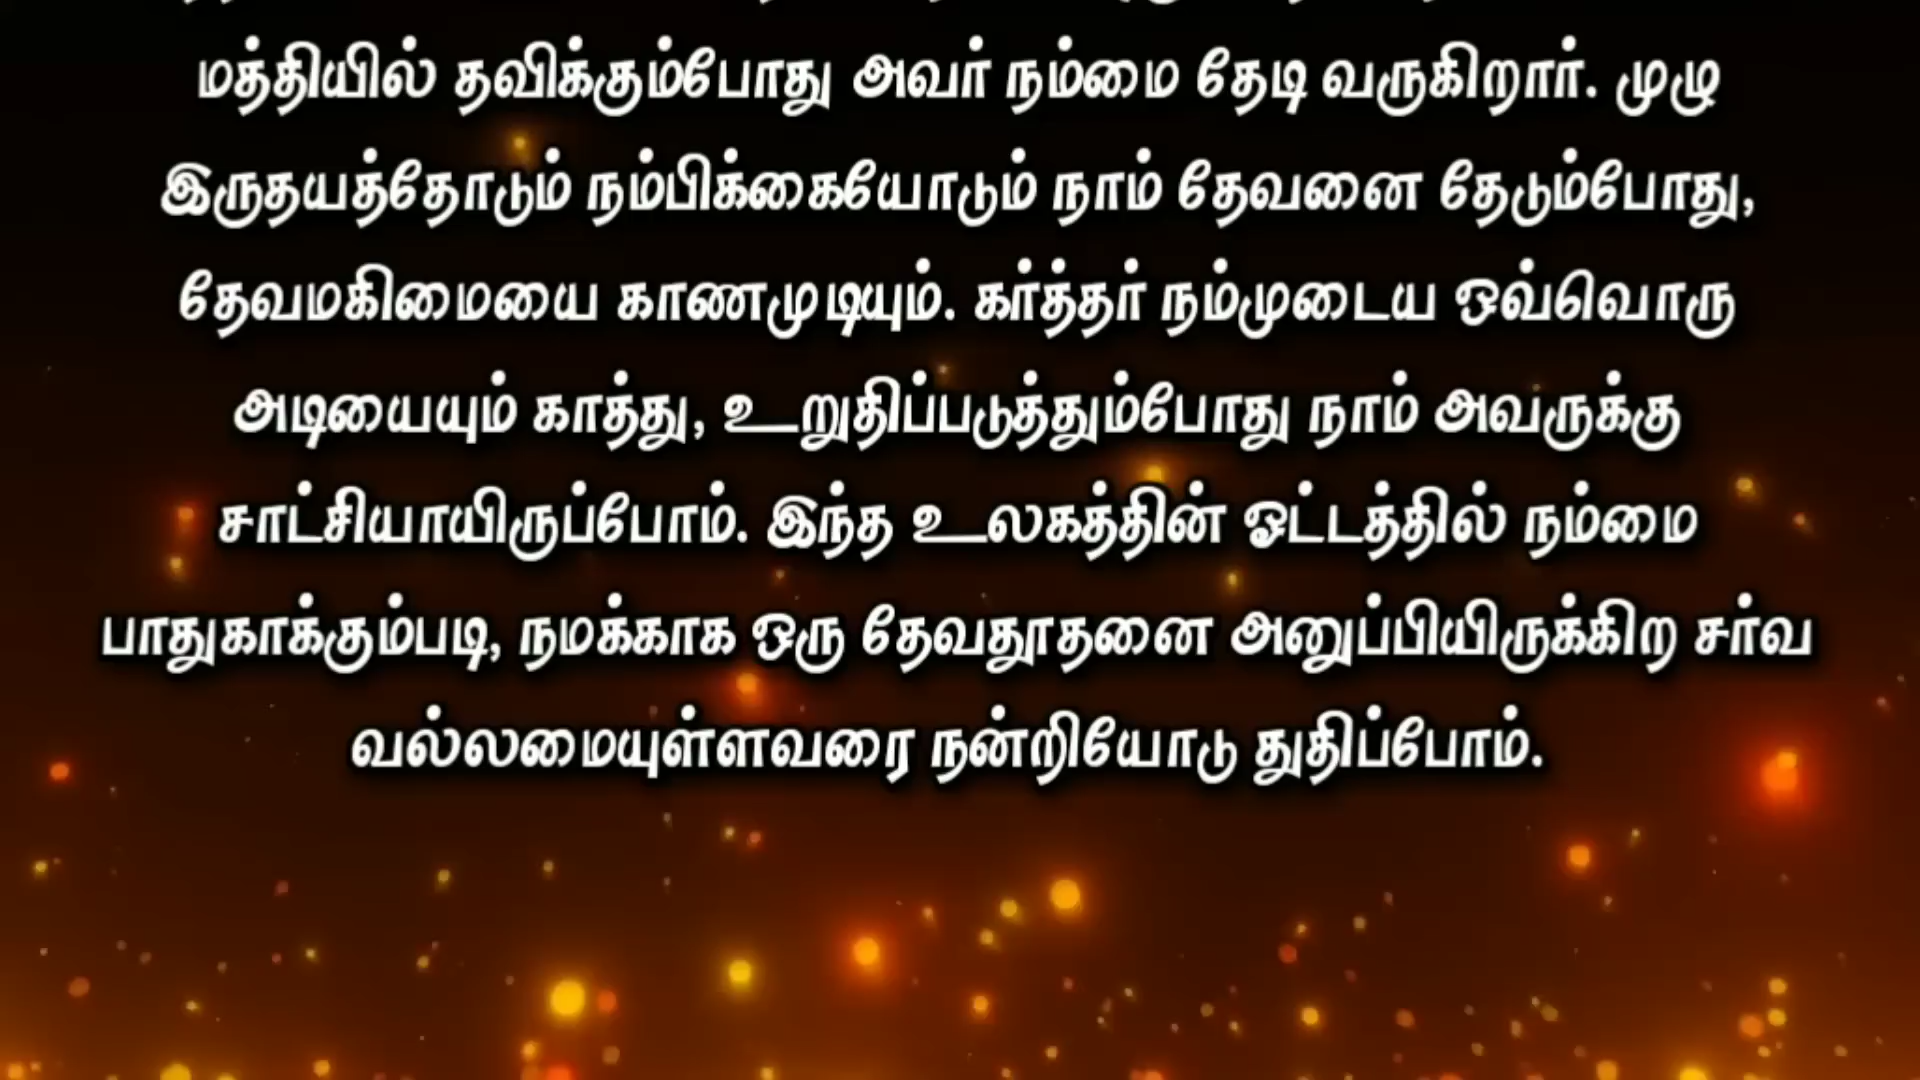 மத்தியில் தவிக்கும்போது அவர் நம்மை தேடி வருகிறார். முழு
இருதயத்தோடும் நம்பிக்கையோடும் நாம் தேவனை தேடும்போது,
தேவமகிமையை காணமுடியும். கர்த்தர் நம்முடைய ஒவ்வொரு
அடியையும் காத்து, உறுதிப்படுத்தும்போது நாம் அவருக்கு
சாட்சியாயிருப்போம். இந்த உலகத்தின் ஓட்டத்தில் நம்மை
பாதுகாக்கும்படி, நமக்காக ஒரு தேவதூதனை அனுப்பியிருக்கிற சர்வ
வல்லமையுள்ளவரை நன்றியோடு துதிப்போம்.